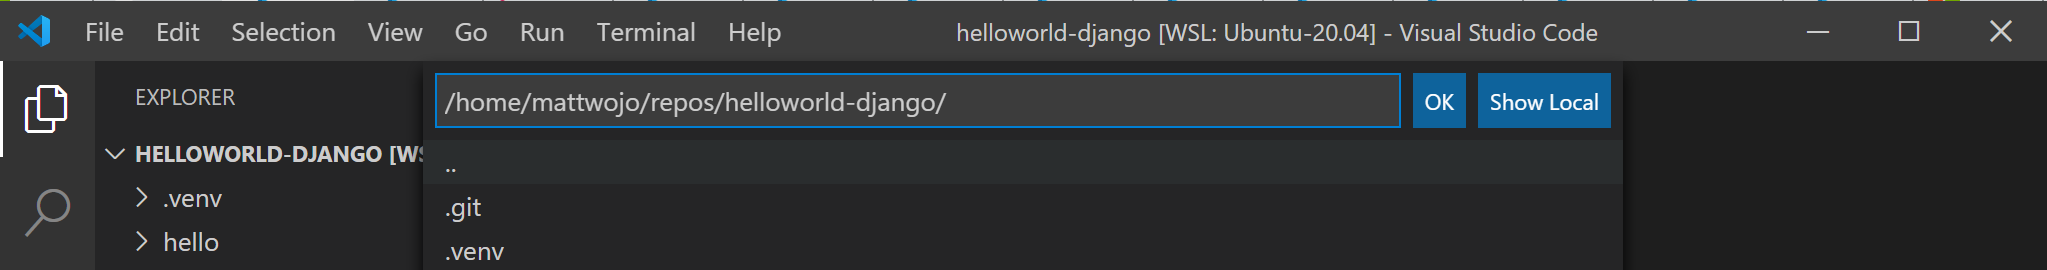 File Edit Selection View Go Run Terminal Help helloworld-django [WSL: Ubuntu-20.04] - Visual Studio Code
EXPLORER
/home/mattwojo/repos/helloworld-django/ OK Show Local
HELLOWORLD-DJANGO [WS
..
.venv
.git
hello
.venv